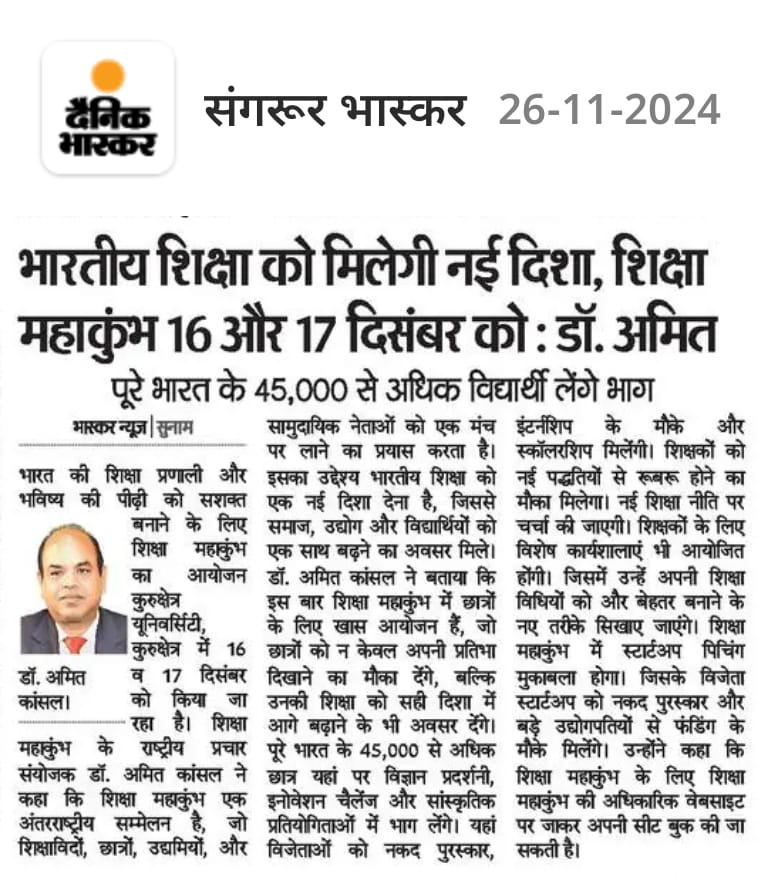 दैनिक
भास्कर
संगरूर भास्कर 26-11-2024
भारतीय शिक्षा को मिलेगी नई दिशा, शिक्षा
महाकुंभ 16 और 17 दिसंबर को : डॉ. अमित
पूरे भारत के 45,000 से अधिक विद्यार्थी लेंगे भाग
भास्कर न्यूज़ | सुनाम
भारत की शिक्षा प्रणाली और
भविष्य की पीढ़ी को सशक्त
बनाने के लिए
शिक्षा महाकुंभ
का आयोजन
कुरुक्षेत्र
यूनिवर्सिटी,
कुरुक्षेत्र में 16
व 17 दिसंबर
को किया जा
रहा है। शिक्षा
डॉ. अमित
कांसल।
महाकुंभ के राष्ट्रीय प्रचार
संयोजक डॉ. अमित कांसल ने
कहा कि शिक्षा महाकुंभ एक
अंतरराष्ट्रीय सम्मेलन है, जो
शिक्षाविदों, छात्रों, उद्यमियों, और
सामुदायिक नेताओं को एक मंच
पर लाने का प्रयास करता है।
इसका उद्देश्य भारतीय शिक्षा को
एक नई दिशा देना है, जिससे
समाज, उद्योग और विद्यार्थियों को
एक साथ बढ़ने का अवसर मिले।
डॉ. अमित कांसल ने बताया कि
इस बार शिक्षा महाकुंभ में छात्रों
के लिए खास आयोजन हैं, जो
छात्रों को न केवल अपनी प्रतिभा
दिखाने का मौका देंगे, बल्कि
उनकी शिक्षा को सही दिशा में
आगे बढ़ाने के भी अवसर देंगे।
पूरे भारत के 45,000 से अधिक
छात्र यहां पर विज्ञान प्रदर्शनी,
इनोवेशन चैलेंज और सांस्कृतिक
प्रतियोगिताओं में भाग लेंगे। यहां
विजेताओं को नकद पुरस्कार,
इंटर्नशिप के मौके और
स्कॉलरशिप मिलेंगी। शिक्षकों को
नई पद्धतियों से रूबरू होने का
मौका मिलेगा। नई शिक्षा नीति पर
चर्चा की जाएगी। शिक्षकों के लिए
विशेष कार्यशालाएं भी आयोजित
होंगी। जिसमें उन्हें अपनी शिक्षा
विधियों को और बेहतर बनाने के
नए तरीके सिखाए जाएंगे। शिक्षा
महाकुंभ में स्टार्टअप पिचिंग
मुकाबला होगा। जिसके विजेता
स्टार्टअप को नकद पुरस्कार और
बड़े उद्योगपतियों से फंडिंग के
मौके मिलेंगे। उन्होंने कहा कि
शिक्षा महाकुंभ के लिए शिक्षा
महाकुंभ की अधिकारिक वेबसाइट
पर जाकर अपनी सीट बुक की जा
सकती है।